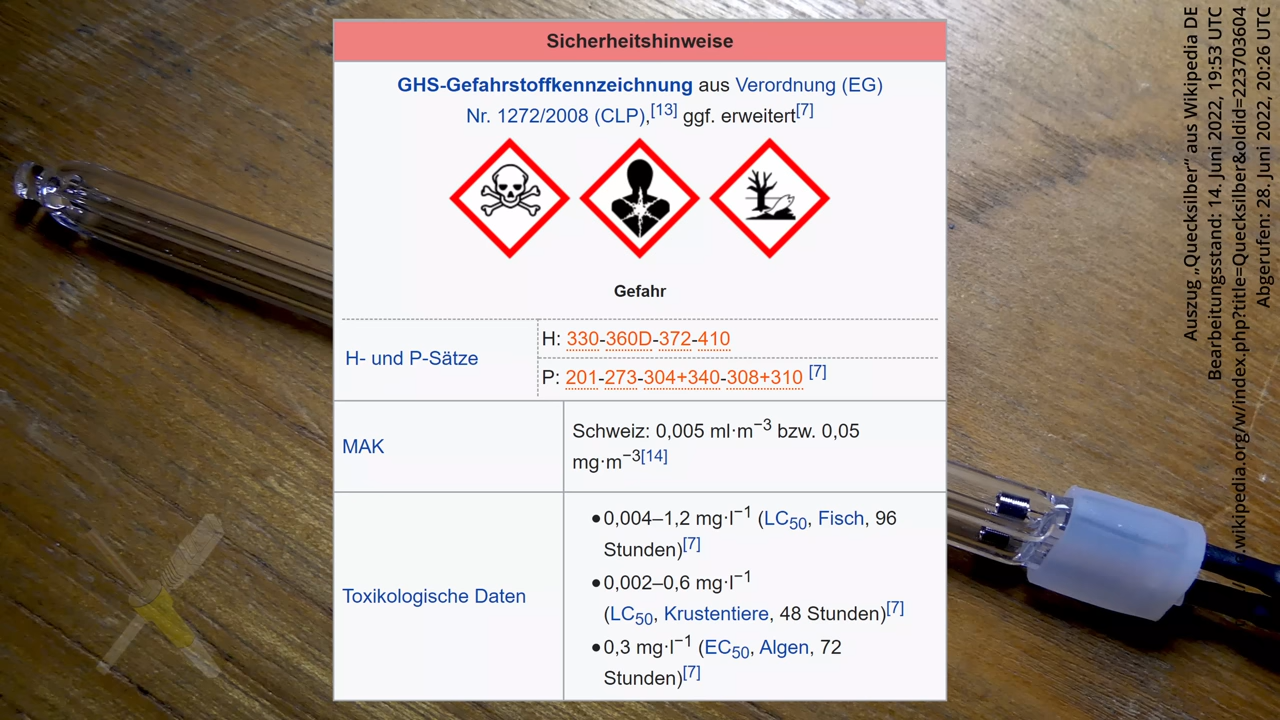 Sicherheitshinweise
GHS-Gefahrstoffkennzeichnung aus Verordnung (EG)
Nr. 1272/2008 (CLP),[13] ggf. erweitert[7]
Gefahr
H- und P-Sätze
H: 330-360D-372-410
P: 201-273-304+340-308+310 [7]
MAK
Schweiz: 0,005 ml·m−3 bzw. 0,05
mg·m−3[14]
Toxikologische Daten
●0,004–1,2 mg·l−1 (LC50, Fisch, 96
Stunden)[7]
●0,002–0,6 mg·l−1
(LC50, Krustentiere, 48 Stunden)[7]
●0,3 mg·l−1 (EC50, Algen, 72
Stunden)[7]
Auszug „Quecksilber“ aus Wikipedia DE
Bearbeitungsstand: 14. Juni 2022, 19:53 UTC
.wikipedia.org/w/index.php?title=Quecksilber&oldid=223703604
Abgerufen: 28. Juni 2022, 20:26 UTC